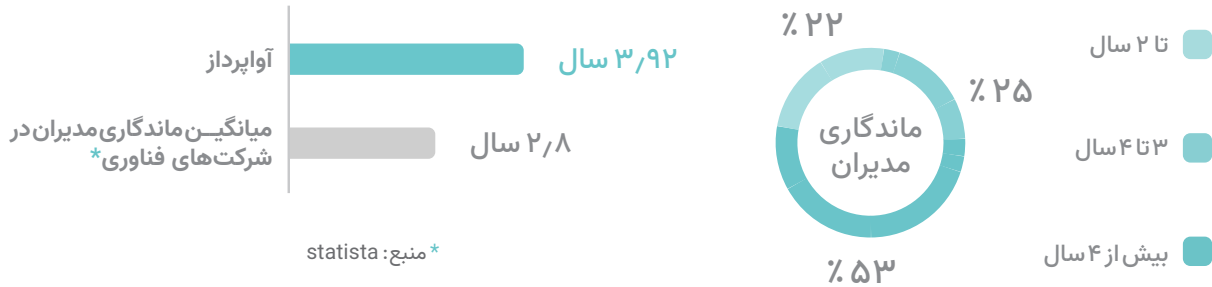 تا ۲ سال
۳ تا ۴ سال
بیش از ۴ سال
٪ ۲۲
٪ ۲۵
٪ ۵۳
ماندگاری
مدیران
آواپرداز
۳٫۹۲ سال
میانگیــن ماندگاری مدیران در
شرکت‌های فناوری*
۲٫۸ سال
* منبع: statista